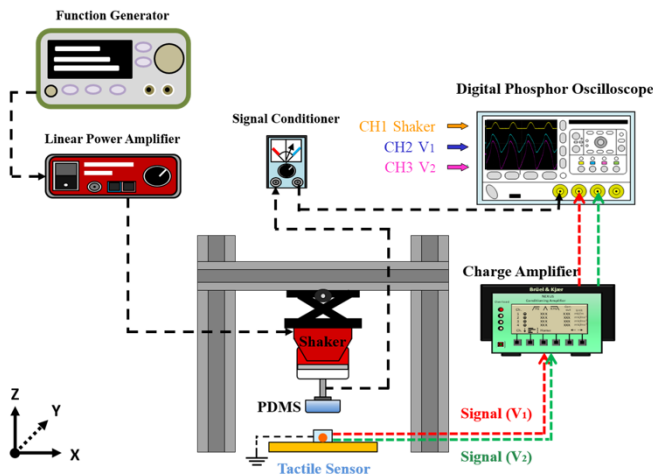 Function Generator
Digital Phosphor Oscilloscope
Signal Conditioner
CH1 Shaker
CH2 V1
CH3 V2
Linear Power Amplifier
Charge Amplifier
Brüel & Kjær
Shaker
PDMS
Signal (V1)
Signal (V2)
Tactile Sensor
Z
Y
X